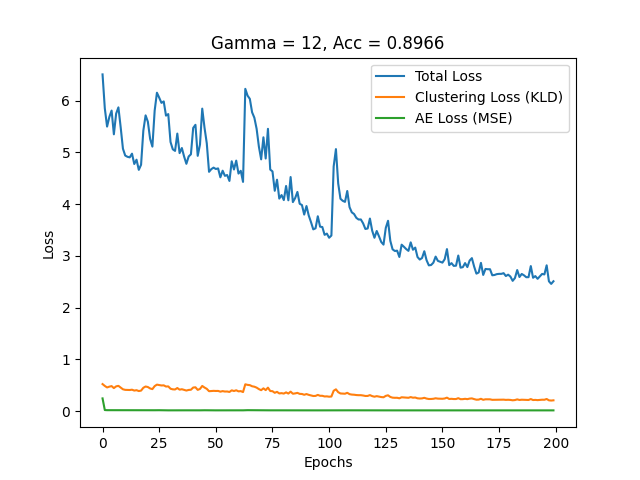 Gamma = 12, Acc = 0.8966
Total Loss
Clustering Loss (KLD)
AE Loss (MSE)
Loss
6
5
4
3
2
1
0
0 25 50 75 100 125 150 175 200
Epochs